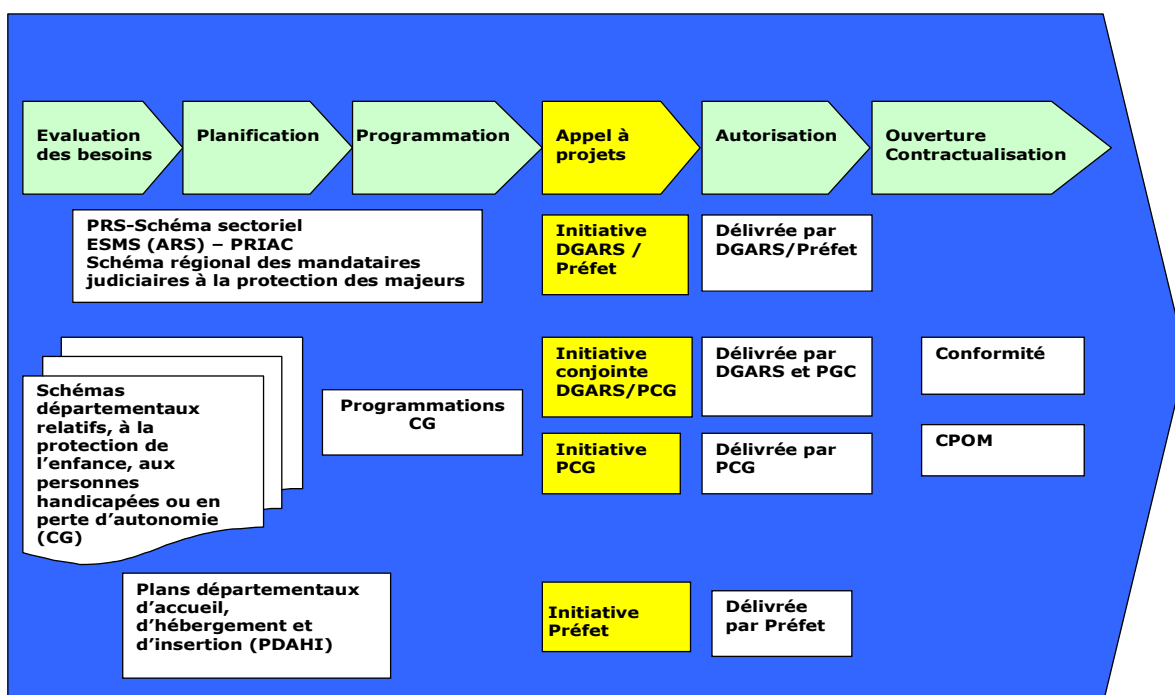 Evaluation
des besoins
Planification
Programmation
Appel à
projets
Autorisation
Ouverture
Contractualisation
PRS-Schéma sectoriel
ESMS (ARS) – PRIAC
Schéma régional des mandataires
judiciaires à la protection des majeurs
Initiative
DGARS /
Préfet
Délivrée par
DGARS/Préfet
Schémas
départementaux
relatifs, à la
protection de
l’enfance, aux
personnes
handicapées ou en
perte d’autonomie
(CG)
Programmations
CG
Initiative
conjointe
DGARS/PCG
Délivrée par
DGARS et PGC
Conformité
Initiative
PCG
Délivrée par
PCG
CPOM
Plans départementaux
d’accueil,
d’hébergement et
d’insertion (PDAHI)
Initiative
Préfet
Délivrée
par Préfet